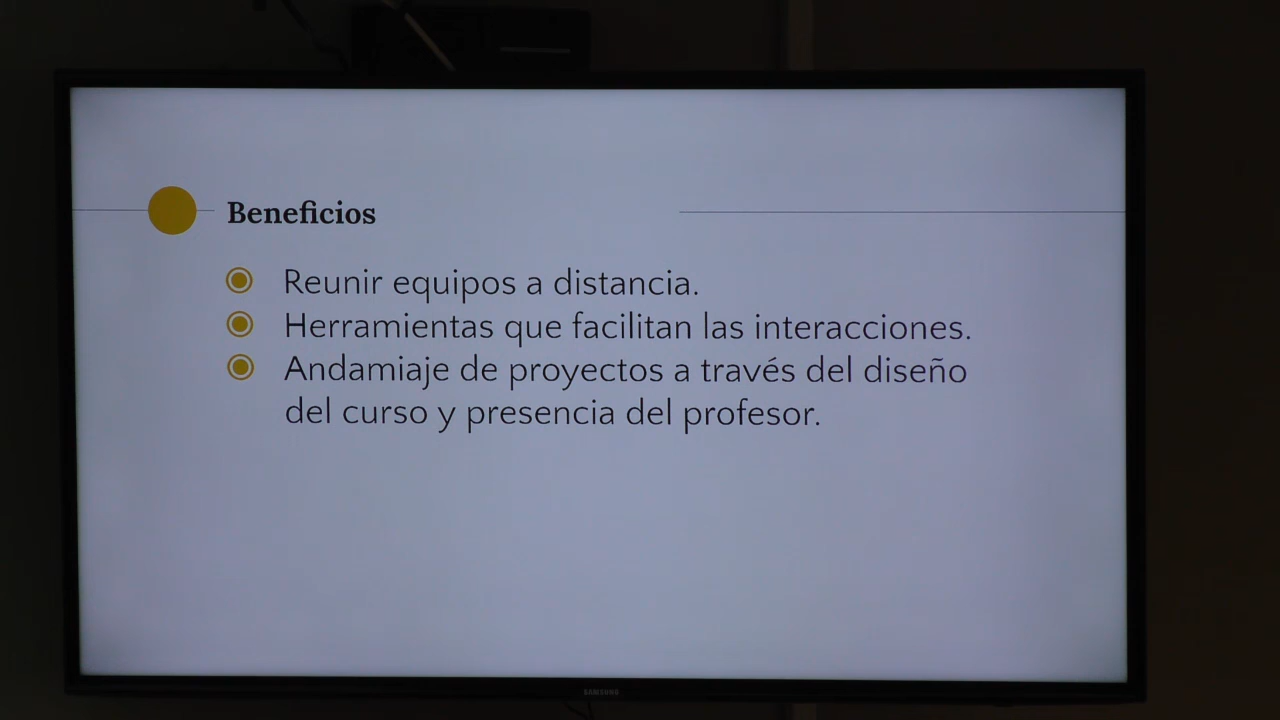 Beneficios
Reunir equipos a distancia.
Herramientas que facilitan las interacciones.
Andamiaje de proyectos a través del diseño
del curso y presencia del profesor.
SAMSUNG